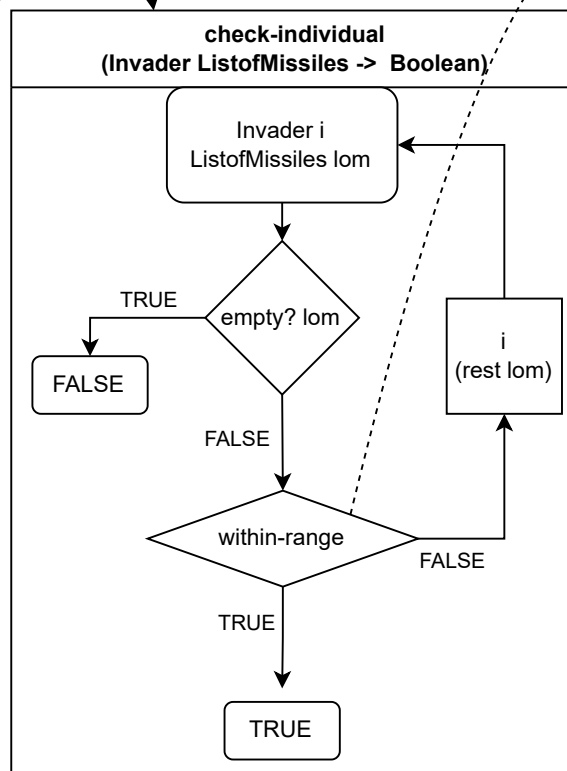 check-individual
(Invader ListofMissiles -> Boolean)
Invader i
ListofMissiles lom
TRUE
empty? lom
i
(rest lom)
FALSE
FALSE
within-range
FALSE
TRUE
TRUE